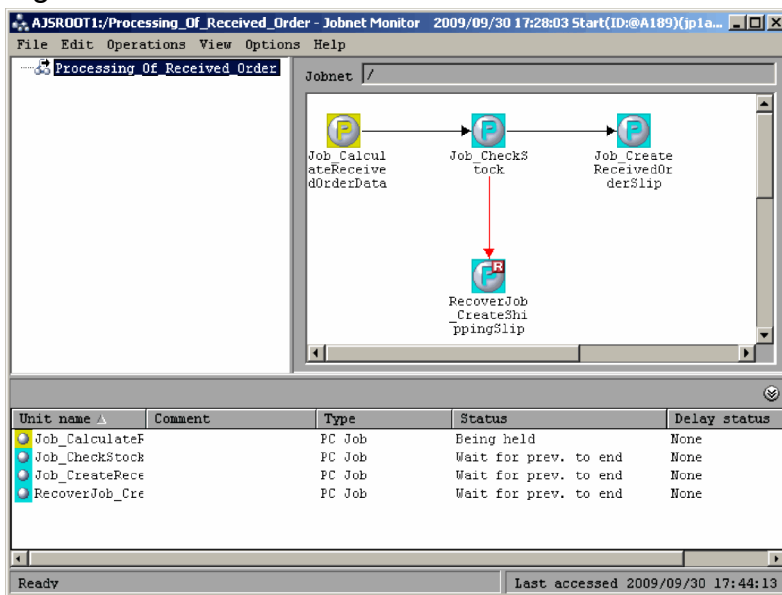 AJSROOT1:/Processing_Of_Received_Order - Jobnet Monitor 2009/09/30 17:28:03 Start(ID:@A189)(jp1a...
File Edit Operations View Options Help
Processing_Of_Received_Order
Jobnet /
Job_Calcul
ateReceive
dOrderData
Job_CheckS
tock
Job_Create
ReceivedOr
derSlip
RecoverJob
_CreateShi
ppingSlip
Unit name Comment Type Status Delay status
Job_CalculateR PC Job Being held None
Job_CheckStock PC Job Wait for prev. to end None
Job_CreateRece PC Job Wait for prev. to end None
RecoverJob_Cre PC Job Wait for prev. to end None
Ready Last accessed 2009/09/30 17:44:13